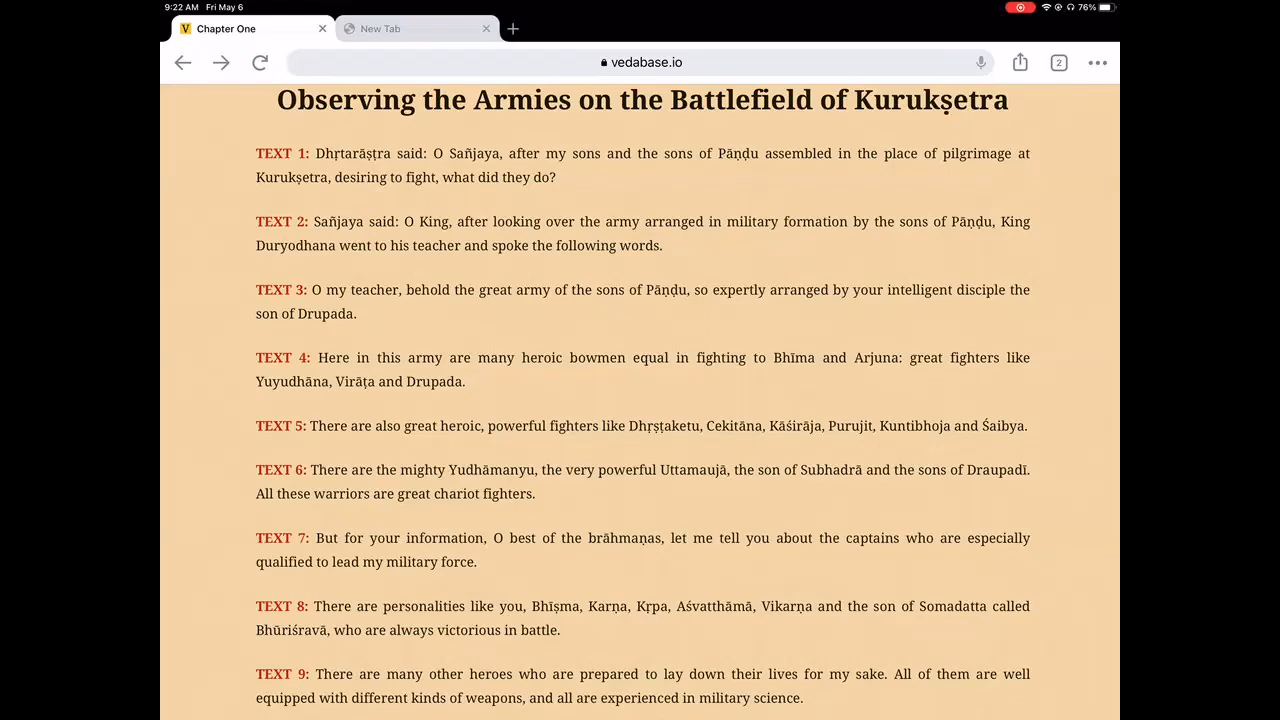 9:22 AM Fri May 6
76%
Chapter One
New Tab
vedabase.io
2
Observing the Armies on the Battlefield of Kurukṣetra
TEXT 1: Dhṛtarāṣṭra said: O Sañjaya, after my sons and the sons of Pāṇḍu assembled in the place of pilgrimage at
Kurukṣetra, desiring to fight, what did they do?
TEXT 2: Sañjaya said: O King, after looking over the army arranged in military formation by the sons of Pāṇḍu, King
Duryodhana went to his teacher and spoke the following words.
TEXT 3: O my teacher, behold the great army of the sons of Pāṇḍu, so expertly arranged by your intelligent disciple the
son of Drupada.
TEXT 4: Here in this army are many heroic bowmen equal in fighting to Bhīma and Arjuna: great fighters like
Yuyudhāna, Virāṭa and Drupada.
TEXT 5: There are also great heroic, powerful fighters like Dhṛṣṭaketu, Cekitāna, Kāśirāja, Purujit, Kuntibhoja and Śaibya.
TEXT 6: There are the mighty Yudhāmanyu, the very powerful Uttamaujā, the son of Subhadrā and the sons of Draupadī.
All these warriors are great chariot fighters.
TEXT 7: But for your information, O best of the brāhmaṇas, let me tell you about the captains who are especially
qualified to lead my military force.
TEXT 8: There are personalities like you, Bhīṣma, Karṇa, Kṛpa, Aśvatthāmā, Vikarṇa and the son of Somadatta called
Bhūriśravā, who are always victorious in battle.
TEXT 9: There are many other heroes who are prepared to lay down their lives for my sake. All of them are well
equipped with different kinds of weapons, and all are experienced in military science.